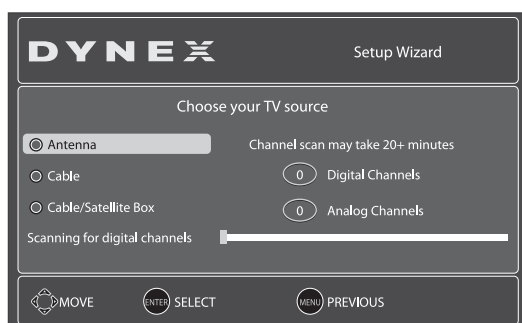 DYNEX Setup Wizard
Choose your TV source
Antenna Channel scan may take 20+ minutes
Cable 0 Digital Channels
Cable/Satellite Box 0 Analog Channels
Scanning for digital channels
MOVE ENTER SELECT MENU PREVIOUS